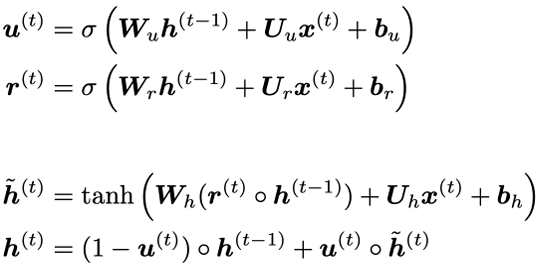 u^{(t)} = σ ( W_u h^{(t−1)} + U_u x^{(t)} + b_u )
r^{(t)} = σ ( W_r h^{(t−1)} + U_r x^{(t)} + b_r )
h̃^{(t)} = tanh ( W_h (r^{(t)} ∘ h^{(t−1)}) + U_h x^{(t)} + b_h )
h^{(t)} = (1 − u^{(t)}) ∘ h^{(t−1)} + u^{(t)} ∘ h̃^{(t)}